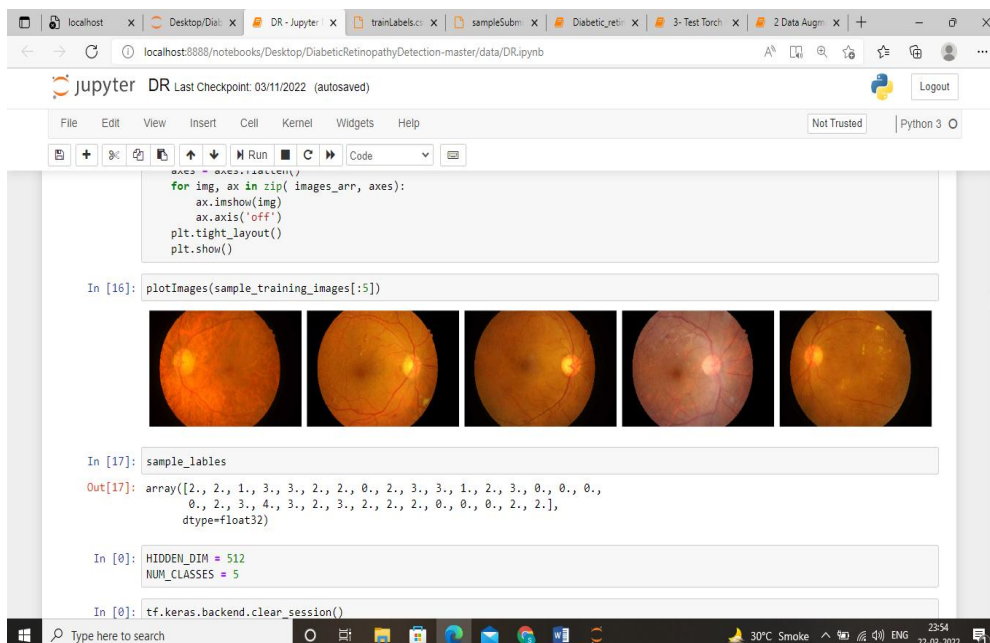 localhost
Desktop/Diab
DR - Jupyter
trainLabels.cs
sampleSubm
Diabetic_retin
3- Test Torch
2 Data Augm
localhost:8888/notebooks/Desktop/DiabeticRetinopathyDetection-master/data/DR.ipynb
jupyter DR Last Checkpoint: 03/11/2022 (autosaved)
Logout
File Edit View Insert Cell Kernel Widgets Help
Not Trusted Python 3
Run Code
axes = axes.flatten()
for img, ax in zip( images_arr, axes):
ax.imshow(img)
ax.axis('off')
plt.tight_layout()
plt.show()
In [16]: plotImages(sample_training_images[:5])
In [17]: sample_lables
Out[17]: array([2., 2., 1., 3., 3., 2., 2., 0., 2., 3., 3., 1., 2., 3., 0., 0., 0.,
0., 2., 3., 4., 3., 2., 3., 2., 2., 2., 0., 0., 0., 2., 2.],
dtype=float32)
In [0]: HIDDEN_DIM = 512
NUM_CLASSES = 5
In [0]: tf.keras.backend.clear_session()
Type here to search
30°C Smoke
ENG
23:54